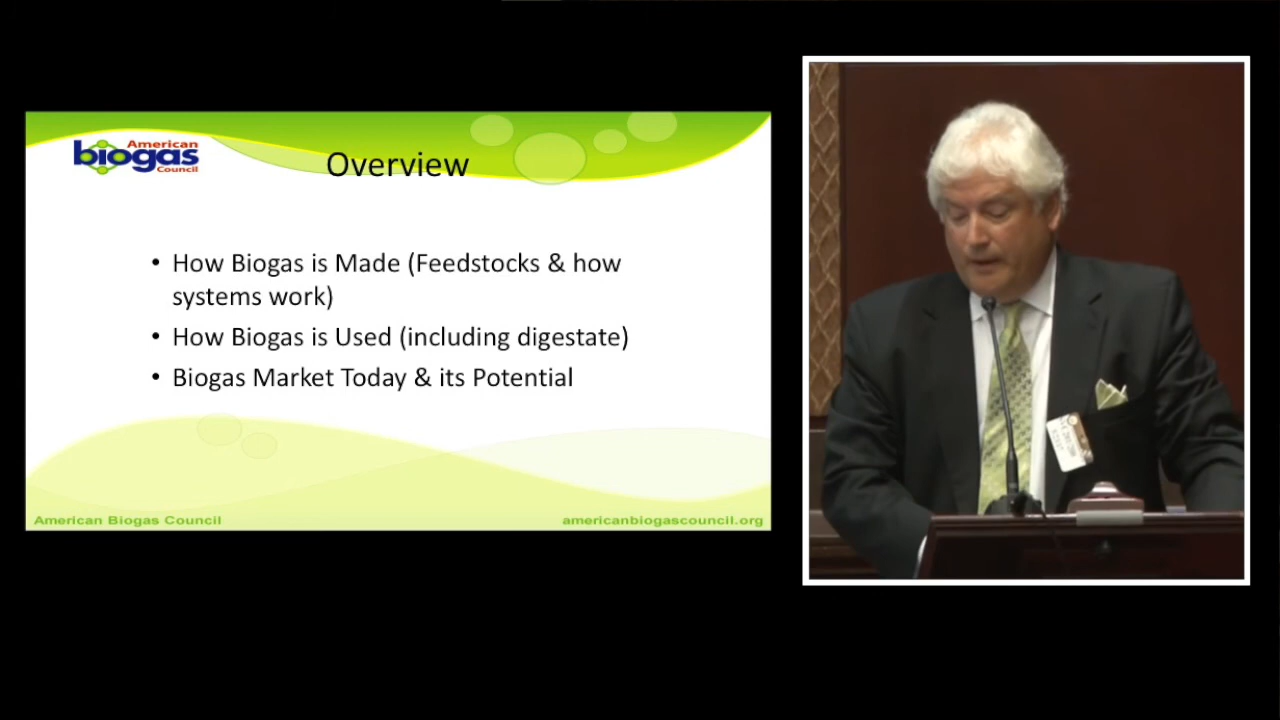 American
biogas
Council
Overview
• How Biogas is Made (Feedstocks & how
systems work)
• How Biogas is Used (including digestate)
• Biogas Market Today & its Potential
American Biogas Council
americanbiogascouncil.org